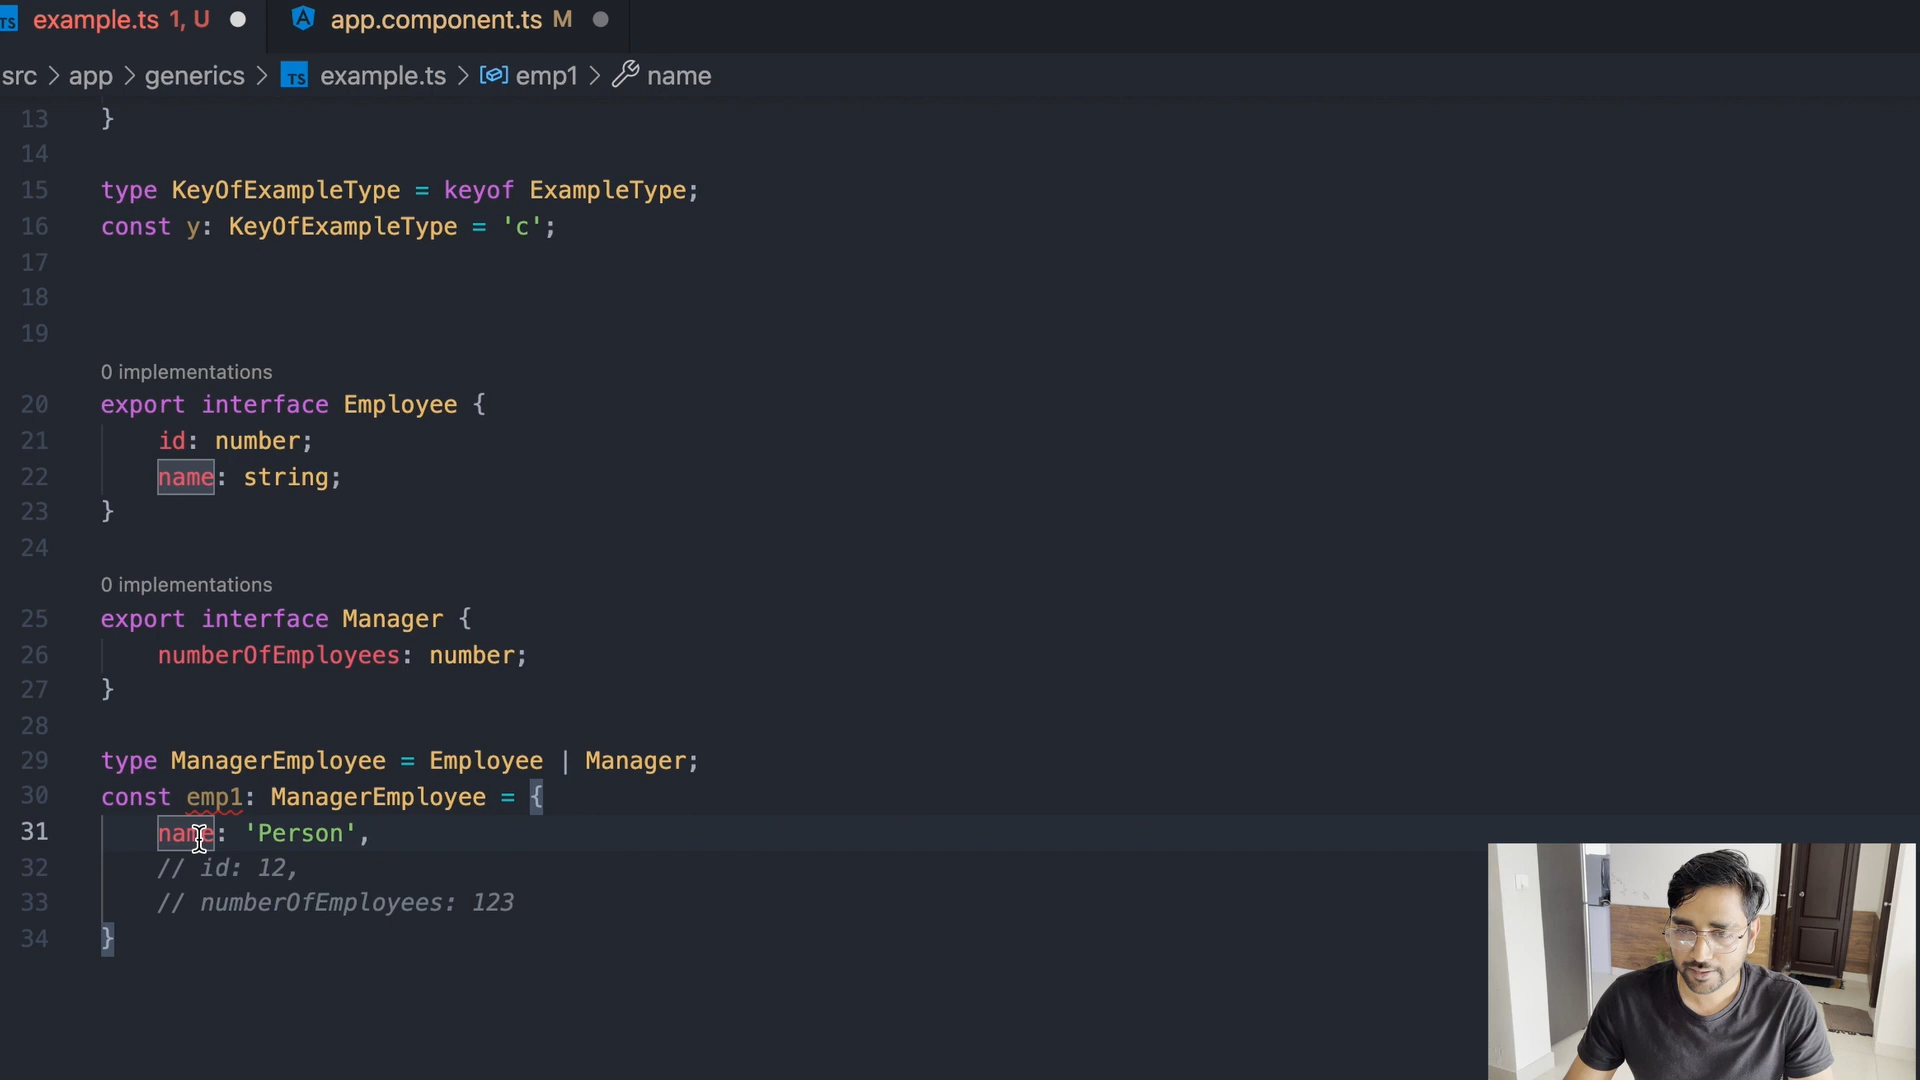 TS example.ts 1, U app.component.ts M
src > app > generics > TS example.ts > emp1 > name
13 }
14
15 type KeyOfExampleType = keyof ExampleType;
16 const y: KeyOfExampleType = 'c';
17
18
19
0 implementations
20 export interface Employee {
21 id: number;
22 name: string;
23 }
24
0 implementations
25 export interface Manager {
26 numberOfEmployees: number;
27 }
28
29 type ManagerEmployee = Employee | Manager;
30 const emp1: ManagerEmployee = {
31 name: 'Person',
32 // id: 12,
33 // numberOfEmployees: 123
34 }